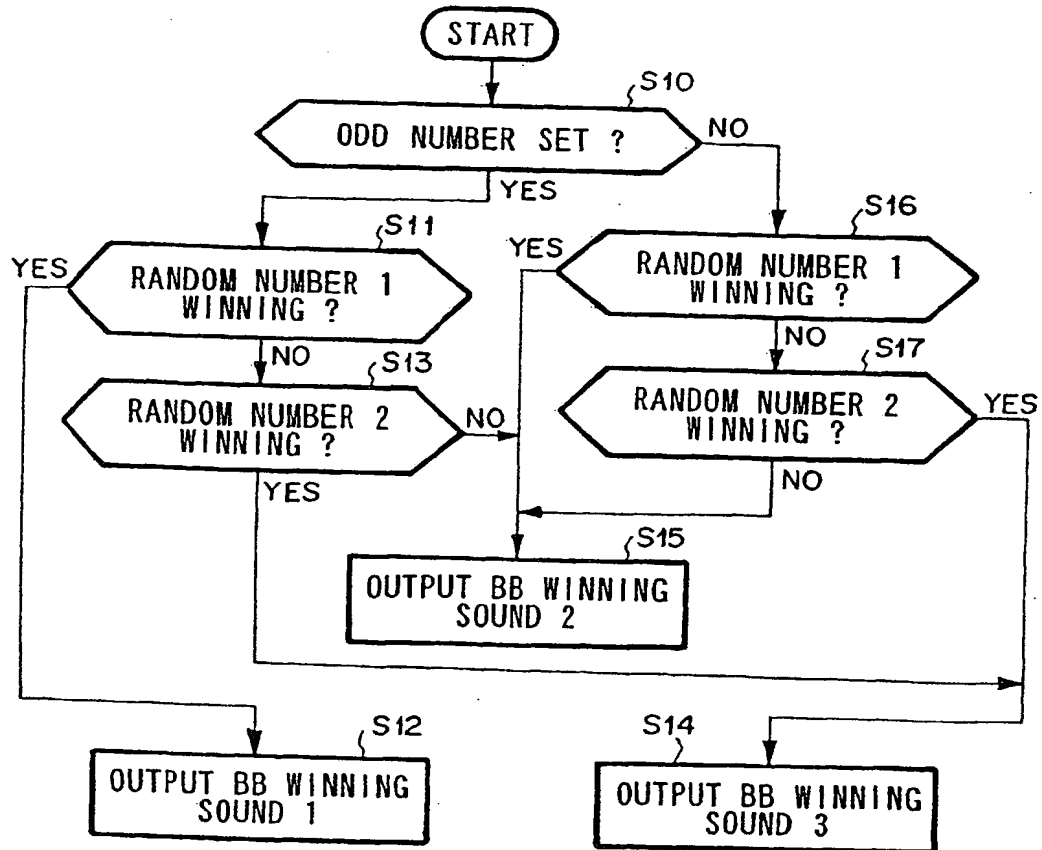 START
S10
ODD NUMBER SET ?
NO
YES
S11
S16
YES
RANDOM NUMBER 1
WINNING ?
YES
RANDOM NUMBER 1
WINNING ?
NO
S13
NO
S17
RANDOM NUMBER 2
WINNING ?
NO
RANDOM NUMBER 2
WINNING ?
YES
YES
NO
S15
OUTPUT BB WINNING
SOUND 2
S12
OUTPUT BB WINNING
SOUND 1
S14
OUTPUT BB WINNING
SOUND 3